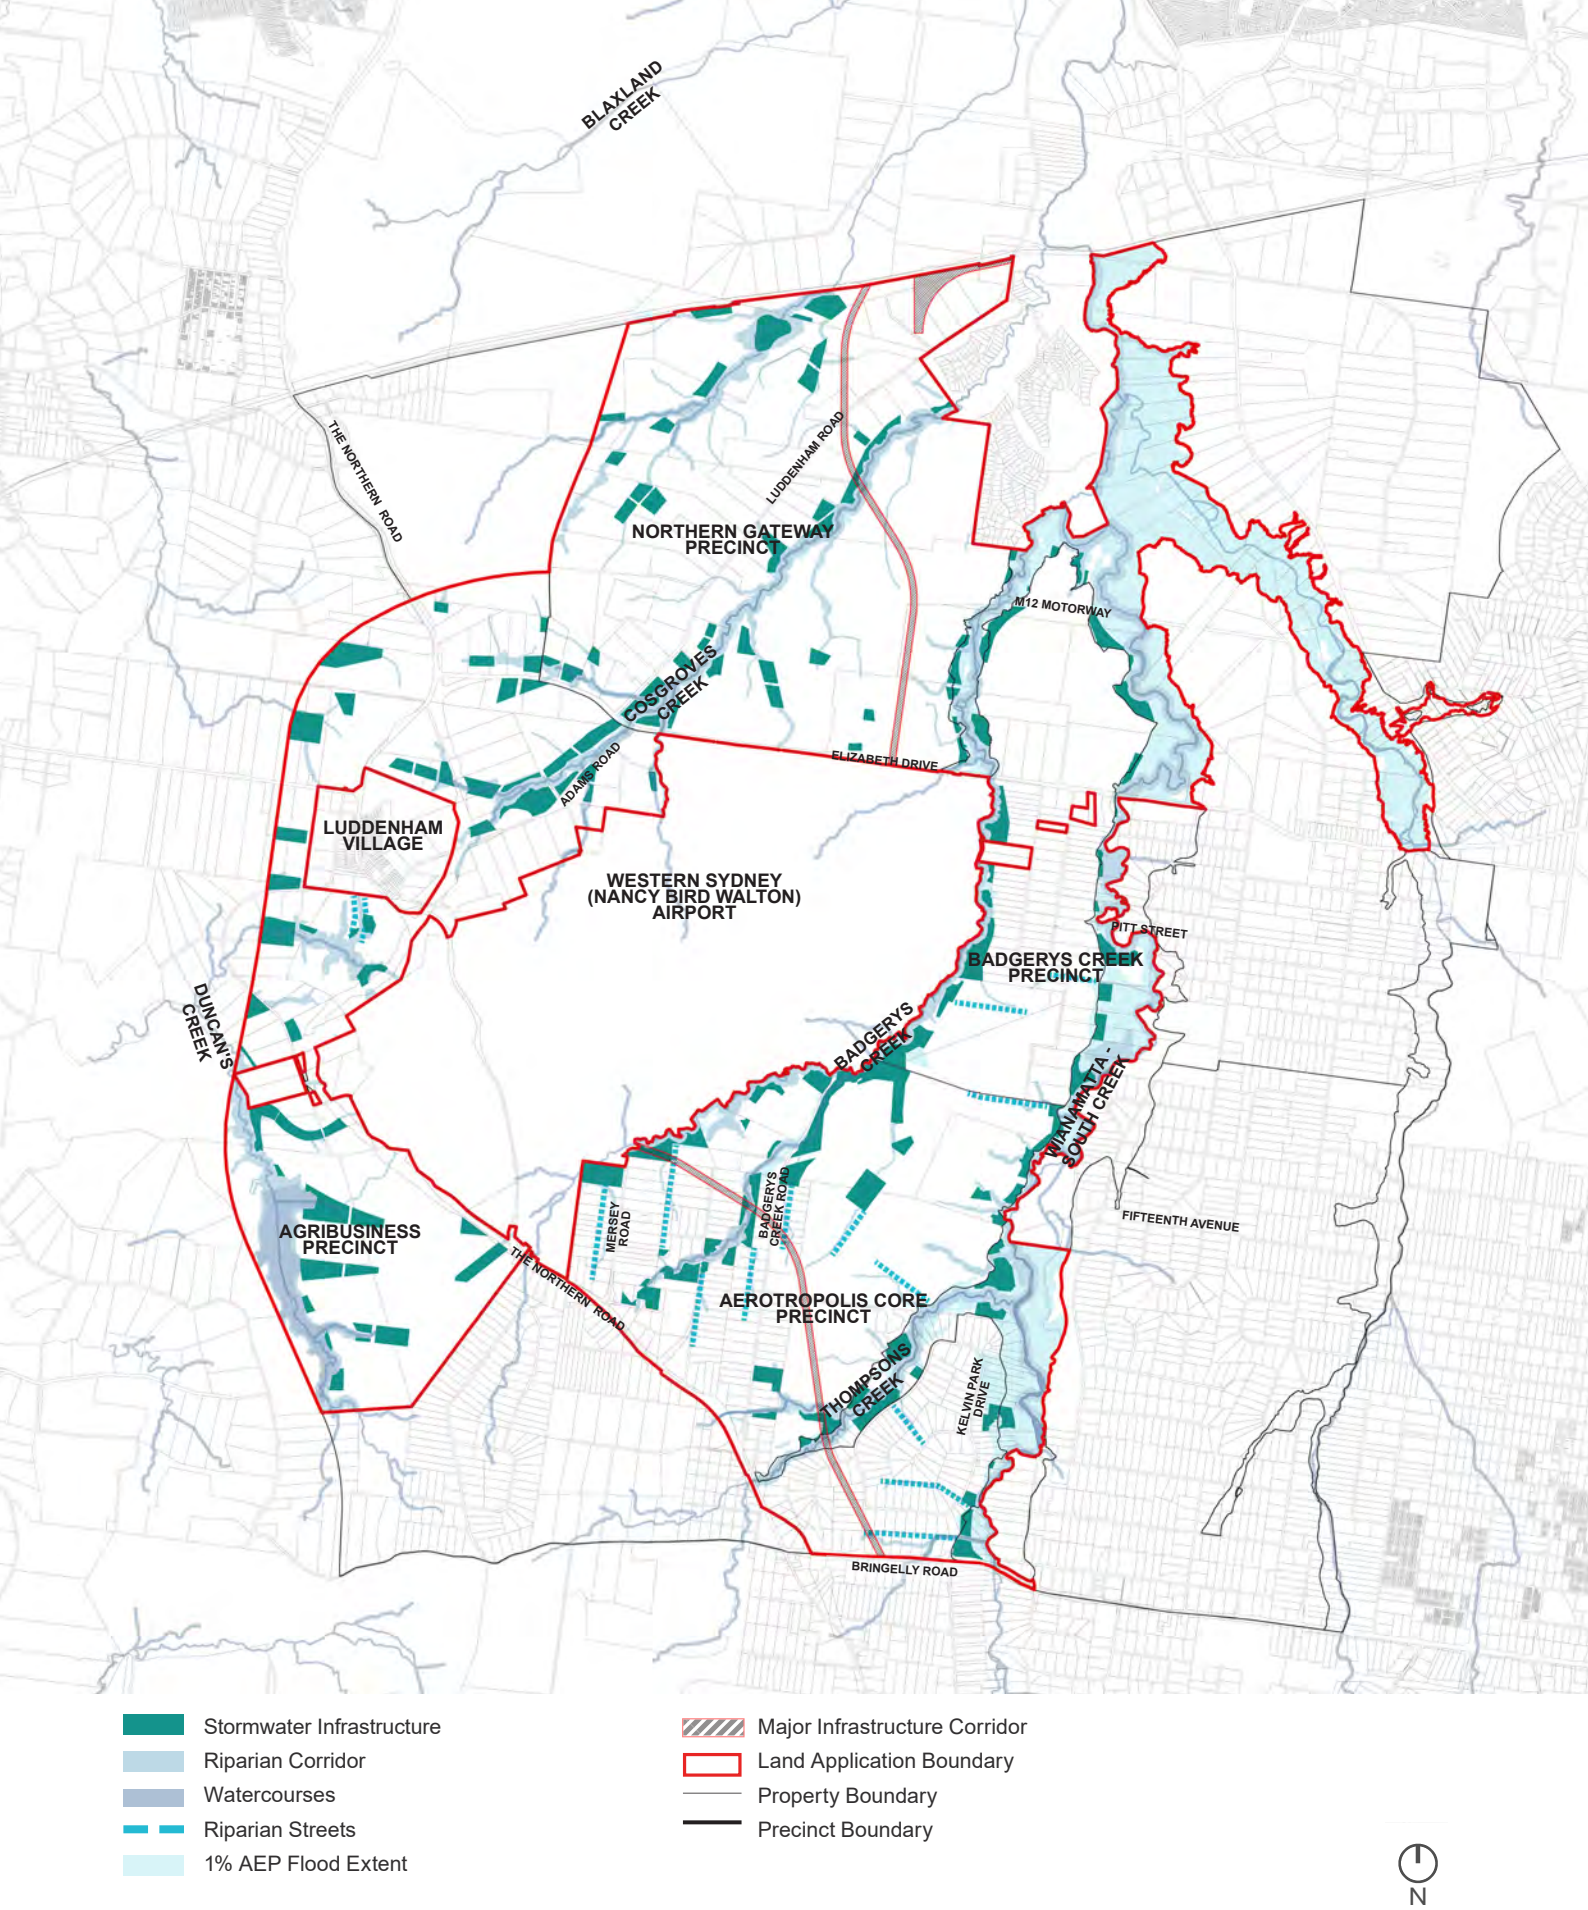 BLAXLAND
CREEK
THE NORTHERN ROAD
LUDDENHAM ROAD
NORTHERN GATEWAY
PRECINCT
M12 MOTORWAY
COSGROVES
CREEK
ADAMS ROAD
ELIZABETH DRIVE
LUDDENHAM
VILLAGE
WESTERN SYDNEY
(NANCY BIRD WALTON)
AIRPORT
PITT STREET
BADGERYS CREEK
PRECINCT
DUNCAN'S
CREEK
BADGERYS
CREEK
WIANAMATTA -
SOUTH CREEK
MERSEY
ROAD
BADGERYS
CREEK ROAD
FIFTEENTH AVENUE
AGRIBUSINESS
PRECINCT
THE NORTHERN ROAD
AEROTROPOLIS CORE
PRECINCT
THOMPSONS
CREEK
KELVIN PARK
DRIVE
BRINGELLY ROAD
Stormwater Infrastructure
Riparian Corridor
Watercourses
Riparian Streets
1% AEP Flood Extent
Major Infrastructure Corridor
Land Application Boundary
Property Boundary
Precinct Boundary
N